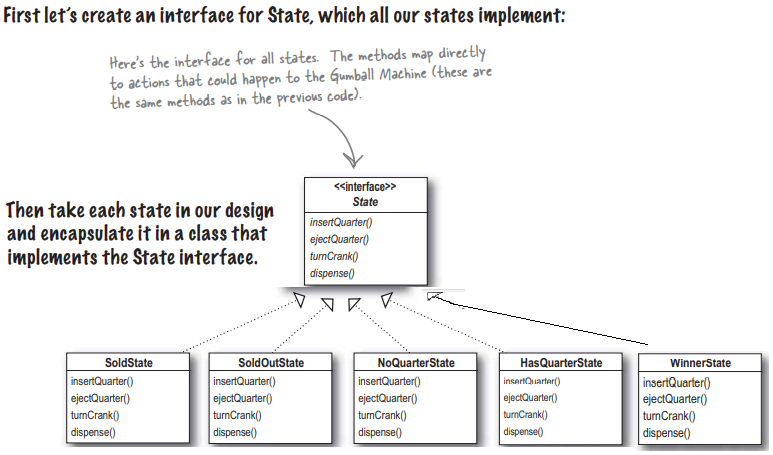 First let's create an interface for State, which all our states implement:
Here's the interface for all states. The methods map directly
to actions that could happen to the Gumball Machine (these are
the same methods as in the previous code).
<<interface>>
State
insertQuarter()
ejectQuarter()
turnCrank()
dispense()
Then take each state in our design
and encapsulate it in a class that
implements the State interface.
SoldState
insertQuarter()
ejectQuarter()
turnCrank()
dispense()
SoldOutState
insertQuarter()
ejectQuarter()
turnCrank()
dispense()
NoQuarterState
insertQuarter()
ejectQuarter()
turnCrank()
dispense()
HasQuarterState
insertQuarter()
ejectQuarter()
turnCrank()
dispense()
WinnerState
insertQuarter()
ejectQuarter()
turnCrank()
dispense()